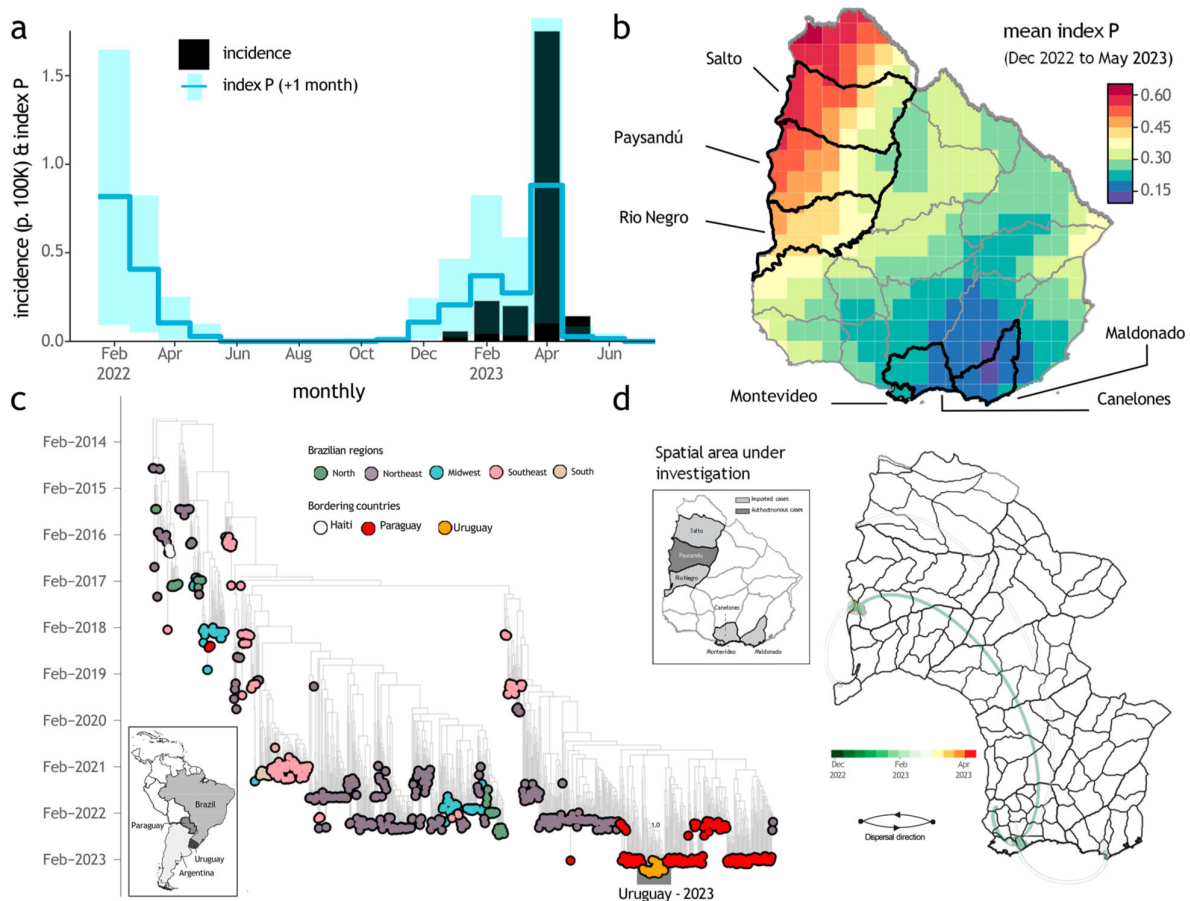 a
incidence
index P (+1 month)
incidence (p. 100K) & index P
1.5
1.0
0.5
0.0
Feb
Apr
Jun
Aug
Oct
Dec
Feb
Apr
Jun
2022
2023
monthly
b
mean index P
(Dec 2022 to May 2023)
0.60
0.45
0.30
0.15
Salto
Paysandú
Rio Negro
Montevideo
Maldonado
Canelones
c
Feb-2014
Feb-2015
Feb-2016
Feb-2017
Feb-2018
Feb-2019
Feb-2020
Feb-2021
Feb-2022
Feb-2023
Brazilian regions
North
Northeast
Midwest
Southeast
South
Bordering countries
Haiti
Paraguay
Uruguay
1.0
Uruguay - 2023
Brazil
Paraguay
Uruguay
Argentina
d
Spatial area under
investigation
Imported cases
Authoctnonous cases
Salto
Paysandu
Rio Negro
Canelones
Montevideo
Maldonado
Dec
2022
Feb
2023
Apr
2023
Dispersal direction